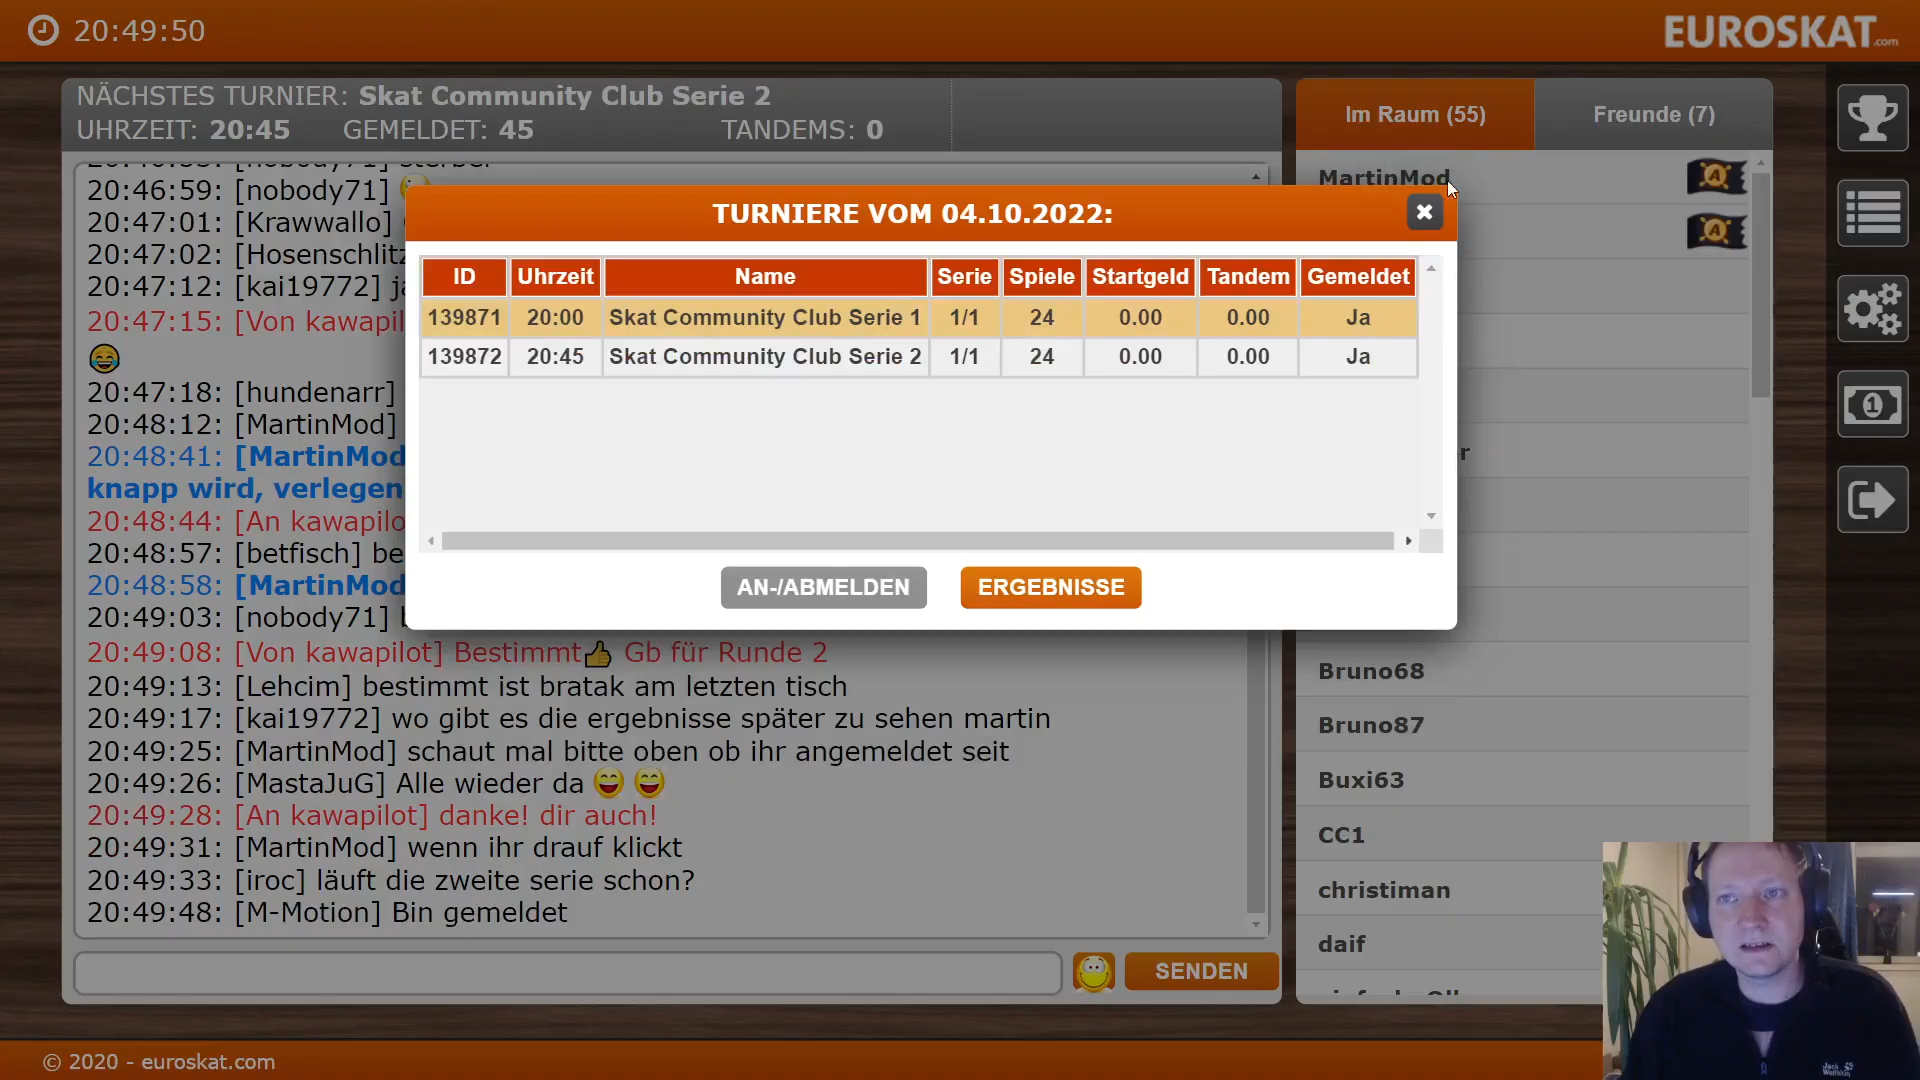 20:49:50
EUROSKAT.com
NÄCHSTES TURNIER: Skat Community Club Serie 2
UHRZEIT: 20:45 GEMELDET: 45 TANDEMS: 0
Im Raum (55)
Freunde (7)
20:46:59: [nobody71]
20:47:01: [Krawwallo]
20:47:02: [Hosenschlitz
20:47:12: [kai19772]
20:47:15: [Von kawapil
20:47:18: [hundenarr]
20:48:12: [MartinMod]
20:48:41: [MartinMod
knapp wird, verlegen
20:48:44: [An kawapilo
20:48:57: [betfisch] be
20:48:58: [MartinMod
20:49:03: [nobody71]
20:49:08: [Von kawapilot] Bestimmt👍 Gb für Runde 2
20:49:13: [Lehcim] bestimmt ist bratak am letzten tisch
20:49:17: [kai19772] wo gibt es die ergebnisse später zu sehen martin
20:49:25: [MartinMod] schaut mal bitte oben ob ihr angemeldet seit
20:49:26: [MastaJuG] Alle wieder da 😄 😄
20:49:28: [An kawapilot] danke! dir auch!
20:49:31: [MartinMod] wenn ihr drauf klickt
20:49:33: [iroc] läuft die zweite serie schon?
20:49:48: [M-Motion] Bin gemeldet
SENDEN
TURNIERE VOM 04.10.2022:
ID Uhrzeit Name Serie Spiele Startgeld Tandem Gemeldet
139871 20:00 Skat Community Club Serie 1 1/1 24 0.00 0.00 Ja
139872 20:45 Skat Community Club Serie 2 1/1 24 0.00 0.00 Ja
AN-/ABMELDEN
ERGEBNISSE
MartinMod
Bruno68
Bruno87
Buxi63
CC1
christiman
daif
Jack
Wolfskin
© 2020 - euroskat.com